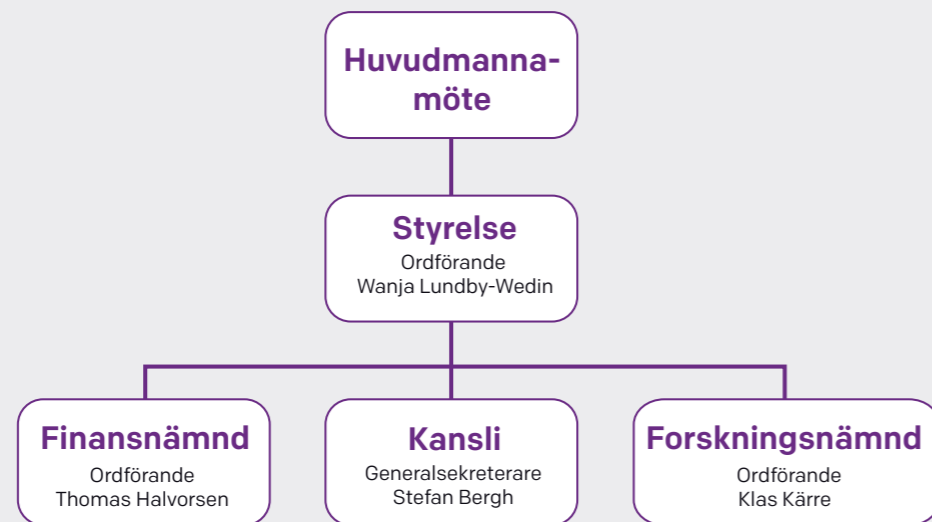 Huvudmanna-
möte
Styrelse
Ordförande
Wanja Lundby-Wedin
Finansnämnd
Ordförande
Thomas Halvorsen
Kansli
Generalsekreterare
Stefan Bergh
Forskningsnämnd
Ordförande
Klas Kärre